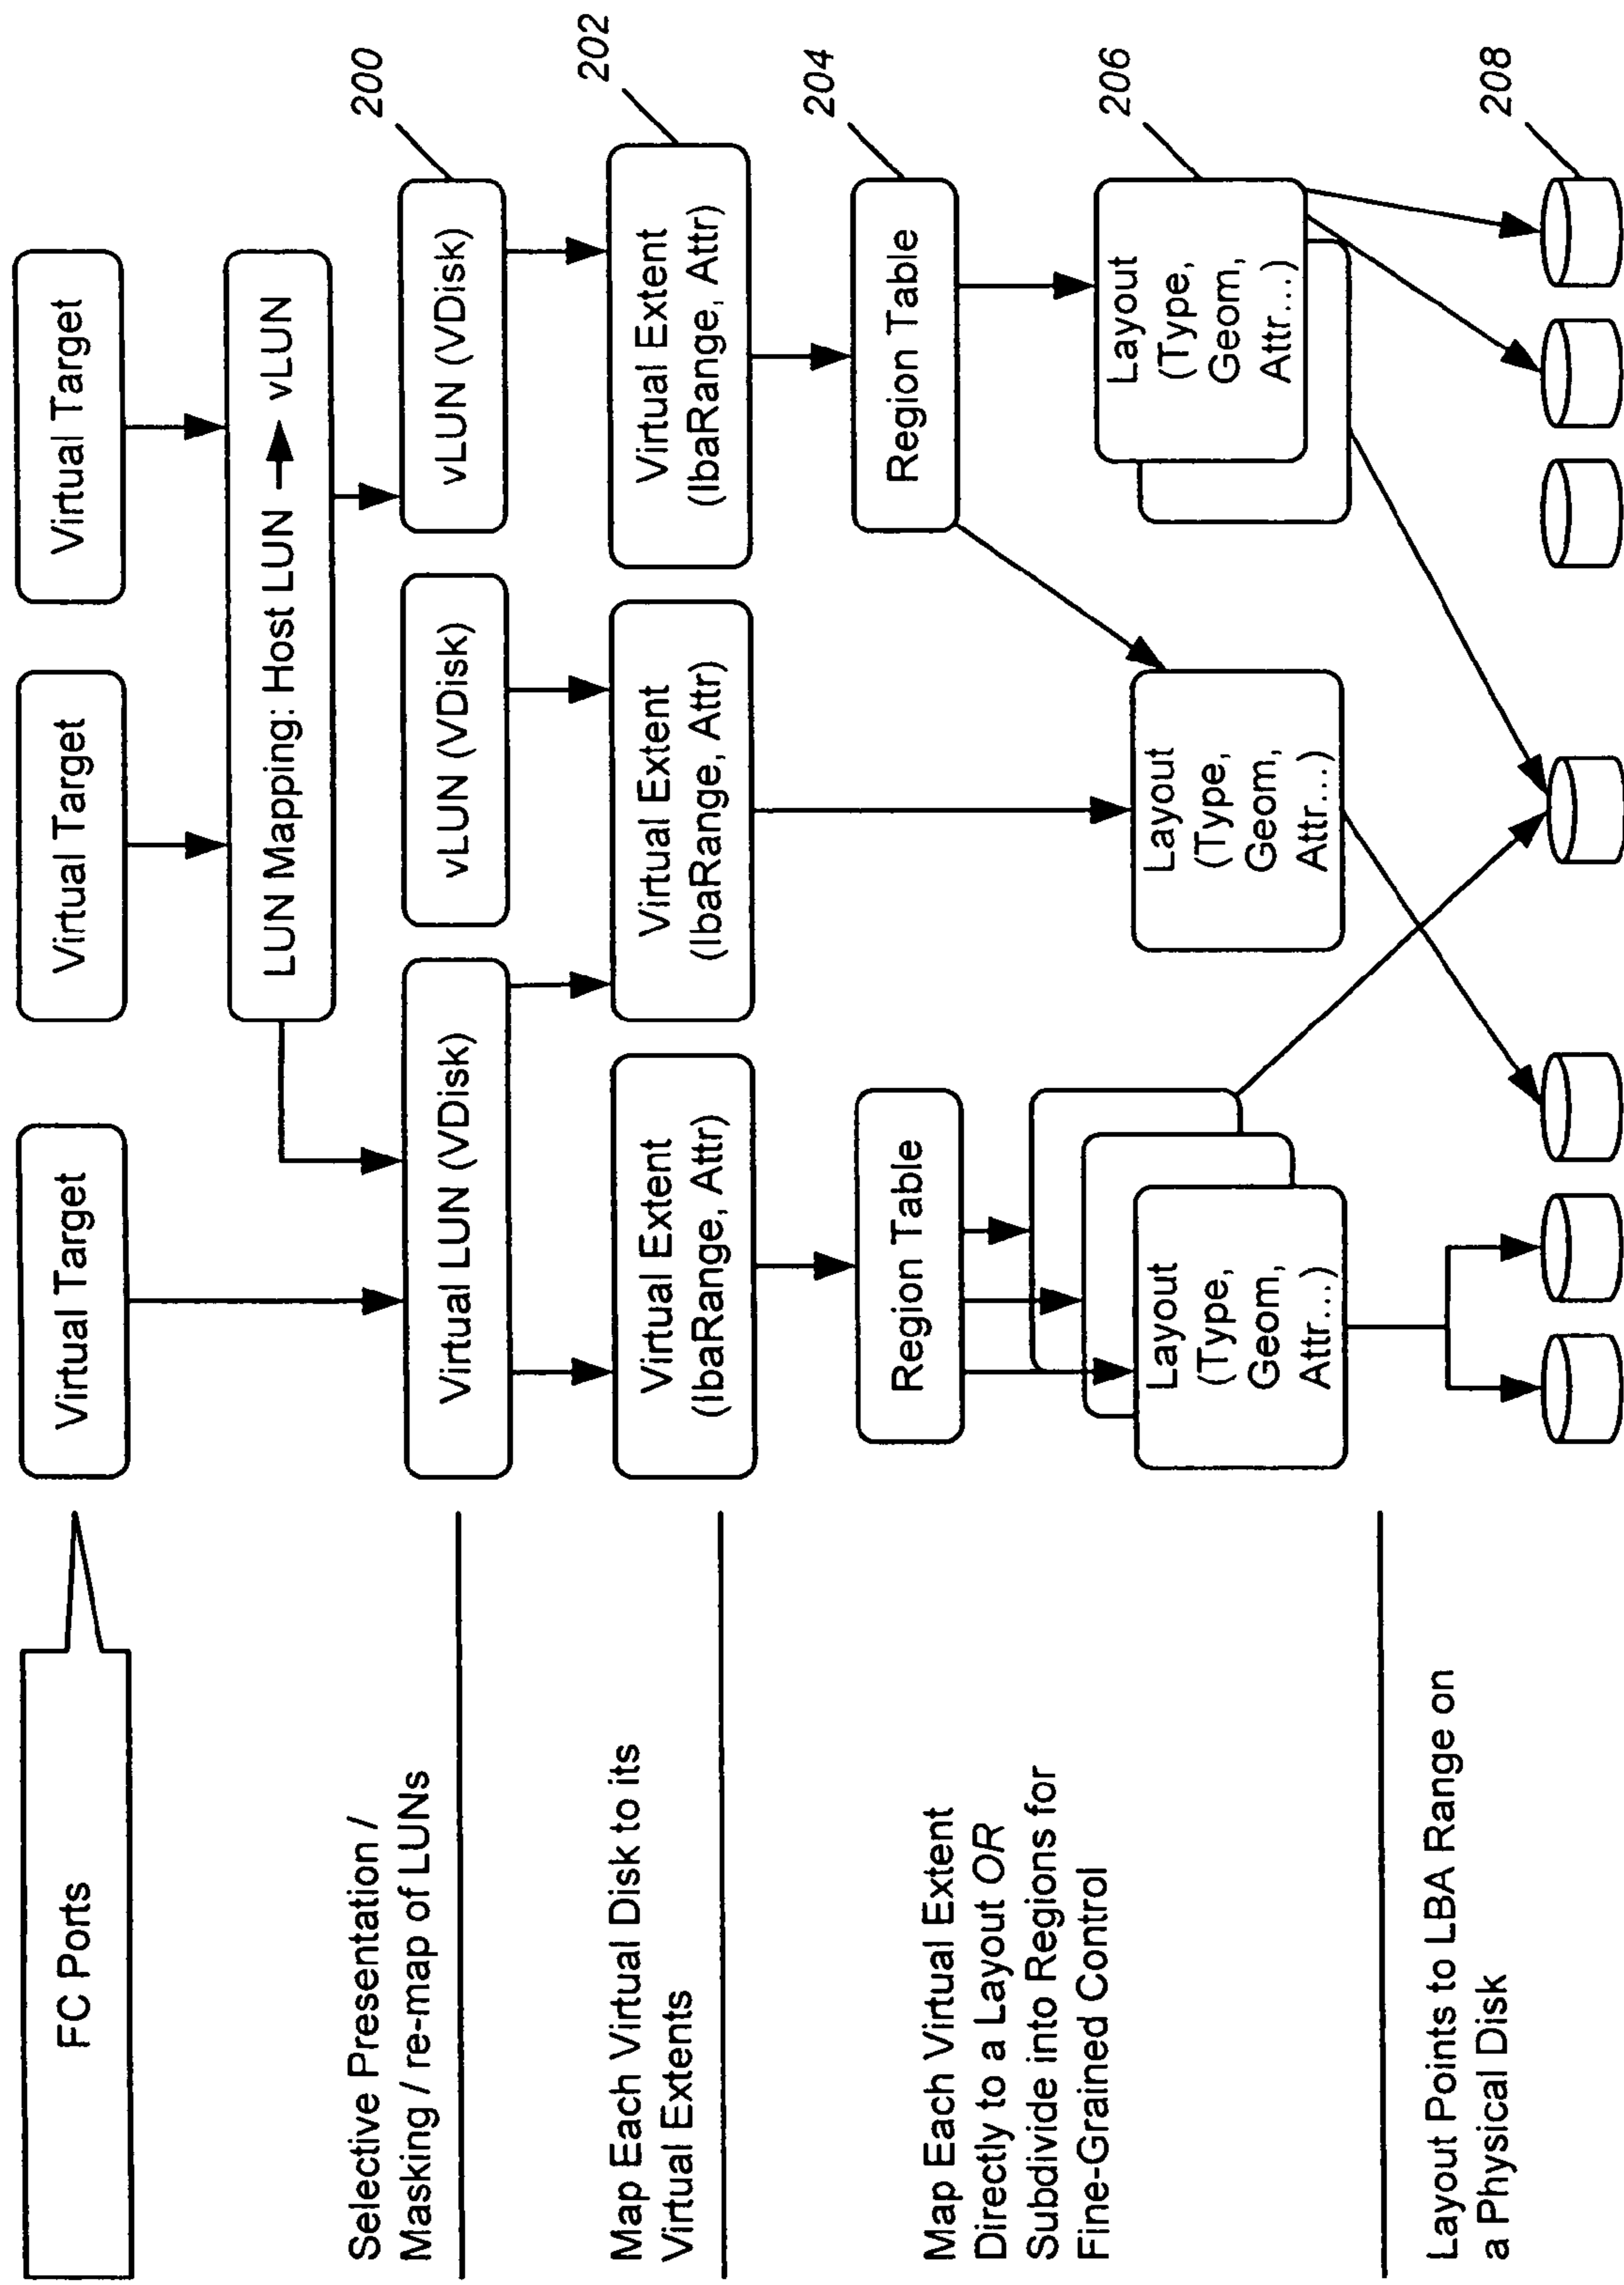 FC Ports
Virtual Target
Virtual Target
Virtual Target
LUN Mapping: Host LUN → vLUN
Selective Presentation /
Masking / re-map of LUNs
Virtual LUN (VDisk)
vLUN (VDisk)
vLUN (VDisk)
200
Map Each Virtual Disk to its
Virtual Extents
Virtual Extent
(lbaRange, Attr)
Virtual Extent
(lbaRange, Attr)
Virtual Extent
(lbaRange, Attr)
202
Map Each Virtual Extent
Directly to a Layout OR
Subdivide into Regions for
Fine-Grained Control
Region Table
Region Table
204
Layout
(Type,
Geom,
Attr...)
Layout
(Type,
Geom,
Attr...)
Layout
(Type,
Geom,
Attr...)
206
Layout Points to LBA Range on
a Physical Disk
208